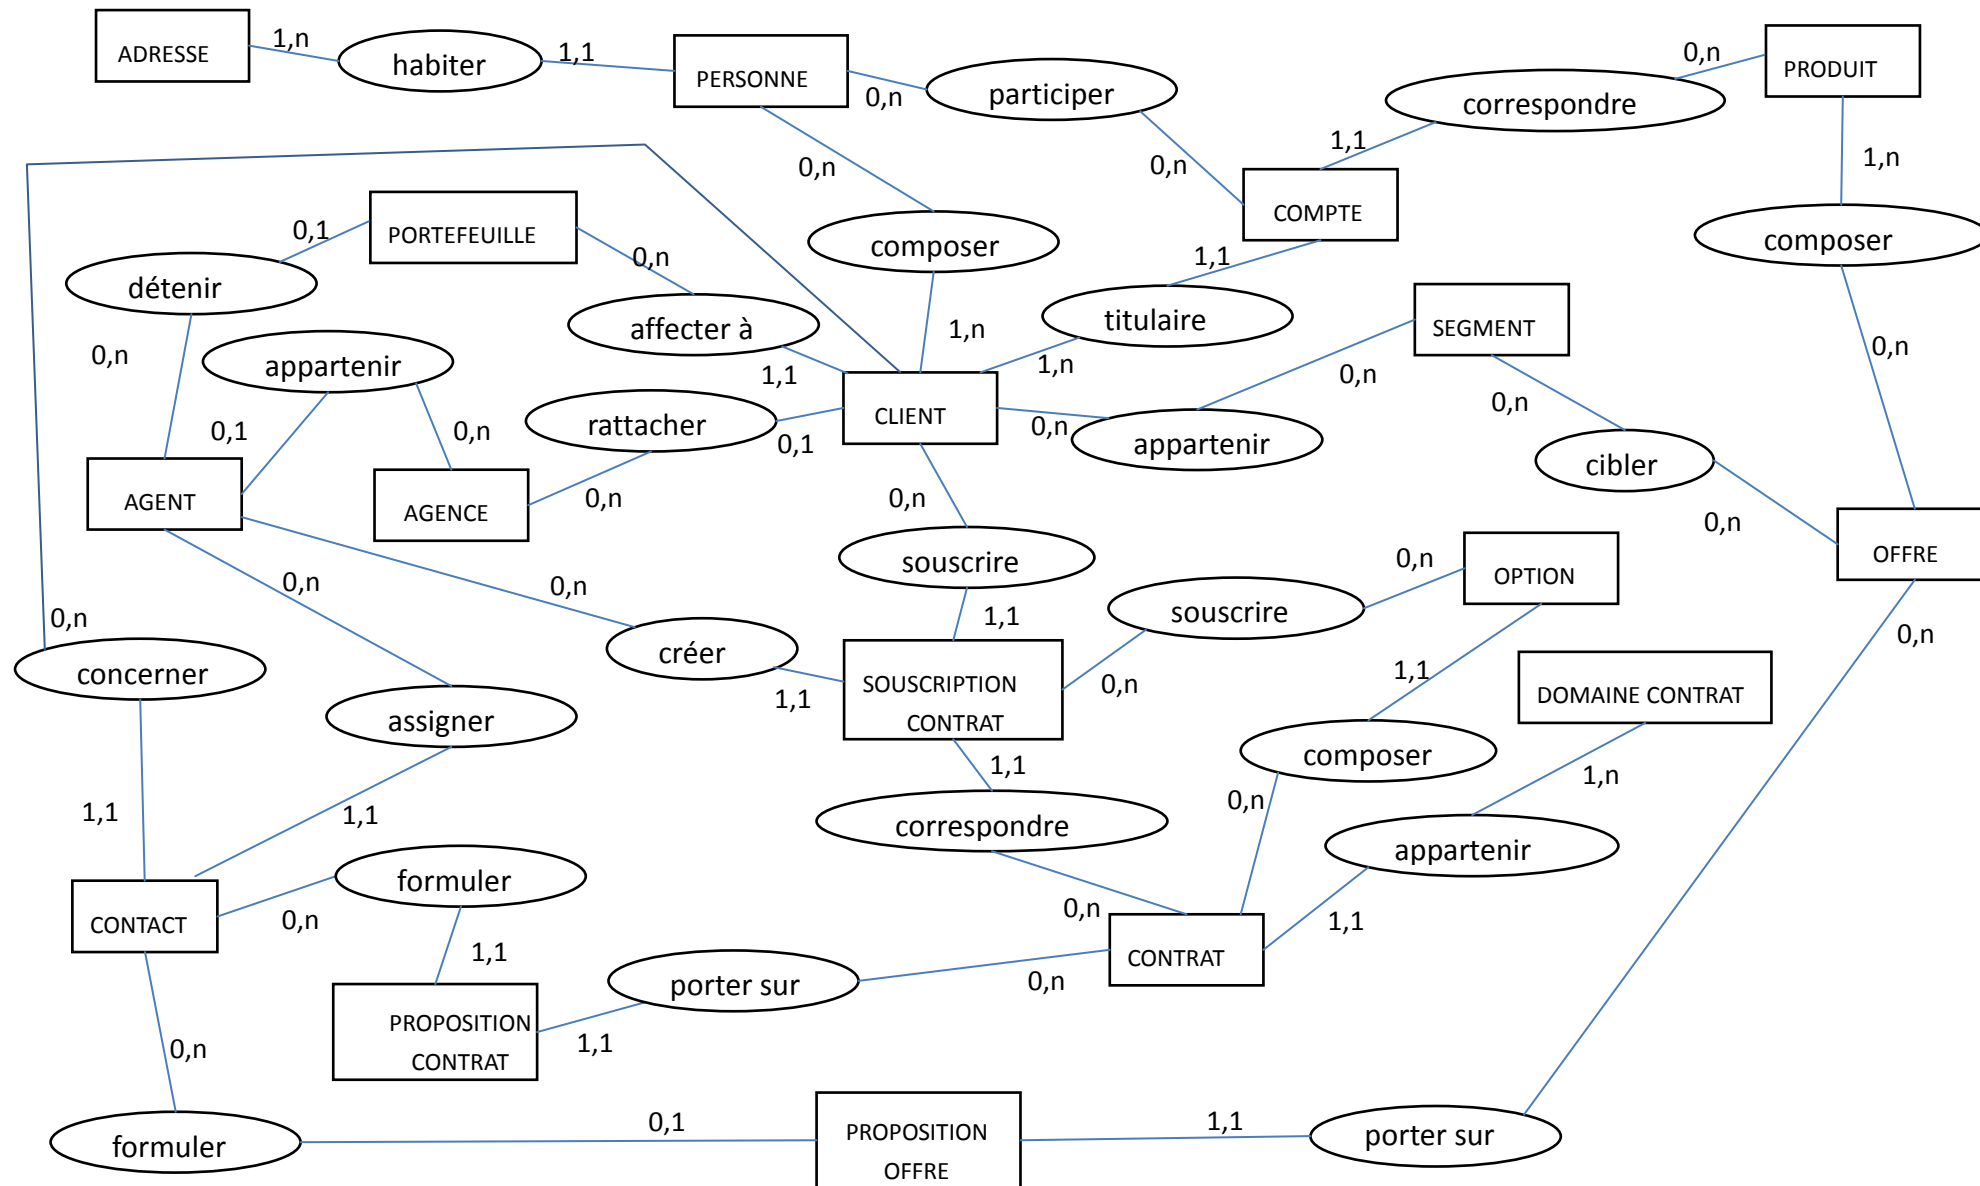 ADRESSE
1,n
habiter
1,1
PERSONNE
0,n
participer
0,n
correspondre
0,n
PRODUIT
1,1
1,n
0,n
COMPTE
PORTEFEUILLE
0,1
0,n
composer
1,1
composer
détenir
affecter à
titulaire
SEGMENT
0,n
appartenir
1,n
1,n
0,n
0,n
1,1
0,n
0,1
0,n
rattacher
0,1
CLIENT
0,n
appartenir
cibler
AGENT
AGENCE
0,n
0,n
0,n
souscrire
0,n
OPTION
OFFRE
0,n
0,n
0,n
souscrire
1,1
0,n
concerner
créer
1,1
0,n
SOUSCRIPTION
CONTRAT
1,1
DOMAINE CONTRAT
assigner
1,1
composer
1,n
1,1
1,1
correspondre
0,n
appartenir
formuler
CONTACT
0,n
0,n
1,1
1,1
CONTRAT
porter sur
0,n
PROPOSITION
CONTRAT
1,1
0,n
formuler
0,1
PROPOSITION
OFFRE
1,1
porter sur